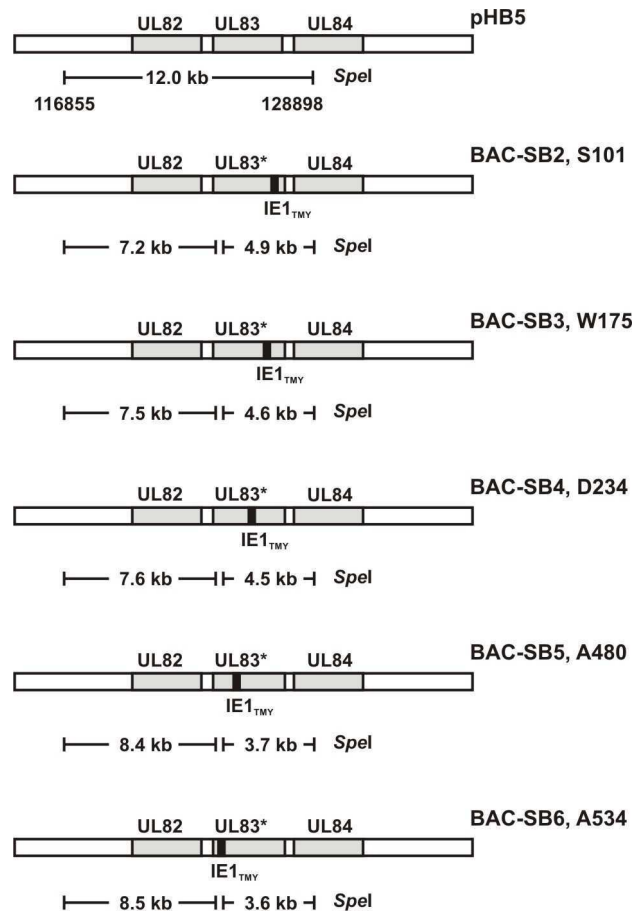 pHB5
UL82 UL83 UL84
12.0 kb SpeI
116855 128898
BAC-SB2, S101
UL82 UL83* UL84
IE1TMY
7.2 kb 4.9 kb SpeI
BAC-SB3, W175
UL82 UL83* UL84
IE1TMY
7.5 kb 4.6 kb SpeI
BAC-SB4, D234
UL82 UL83* UL84
IE1TMY
7.6 kb 4.5 kb SpeI
BAC-SB5, A480
UL82 UL83* UL84
IE1TMY
8.4 kb 3.7 kb SpeI
BAC-SB6, A534
UL82 UL83* UL84
IE1TMY
8.5 kb 3.6 kb SpeI